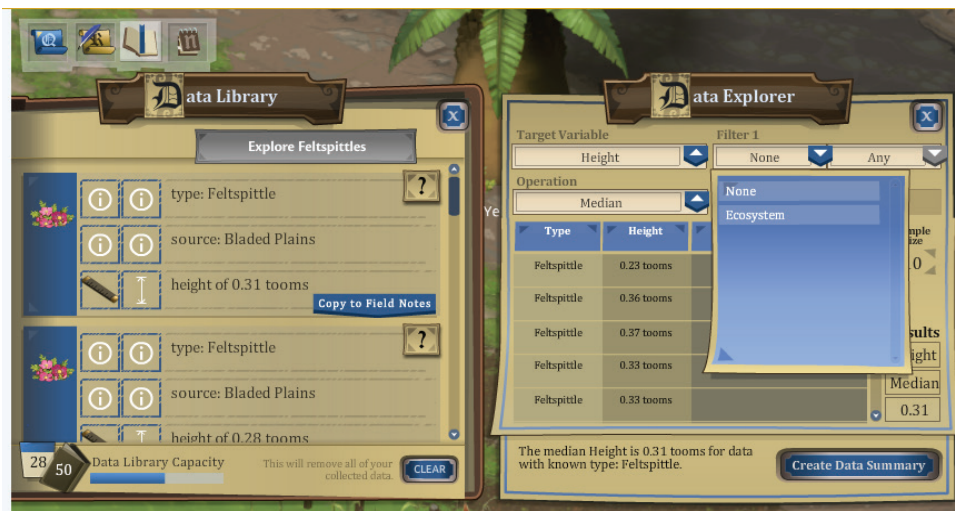 Data Library
Explore Feltspittles
type: Feltspittle
?
source: Bladed Plains
height of 0.31 tooms
Copy to Field Notes
type: Feltspittle
?
source: Bladed Plains
height of 0.28 tooms
28
50
Data Library Capacity
This will remove all of your
collected data.
CLEAR
Ye
Data Explorer
X
X
Target Variable
Filter 1
Height
None
Any
Operation
Median
None
Ecosystem
Type
Height
Feltspittle
0.23 tooms
Feltspittle
0.36 tooms
Feltspittle
0.37 tooms
Feltspittle
0.33 tooms
Feltspittle
0.33 tooms
mple
ize
.0
sults
ight
Median
0.31
The median Height is 0.31 tooms for data
with known type: Feltspittle.
Create Data Summary